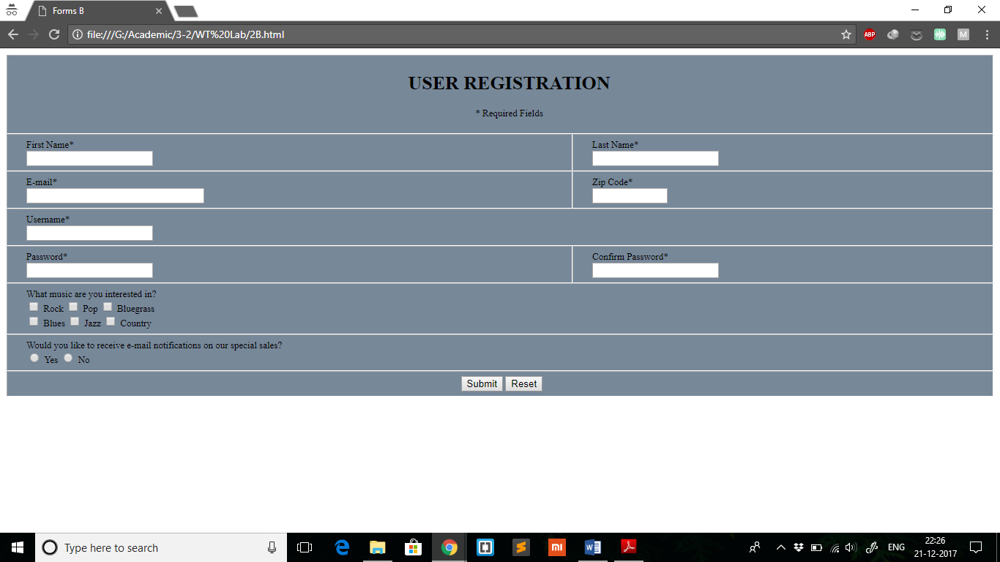 Forms B
file:///G:/Academic/3-2/WT%20Lab/2B.html
ABP
M
USER REGISTRATION
* Required Fields
First Name* Last Name*
E-mail* Zip Code*
Username*
Password* Confirm Password*
What music are you interested in?
Rock Pop Bluegrass
Blues Jazz Country
Would you like to receive e-mail notifications on our special sales?
Yes No
Submit Reset
Type here to search
mi
ENG
22:26
21-12-2017